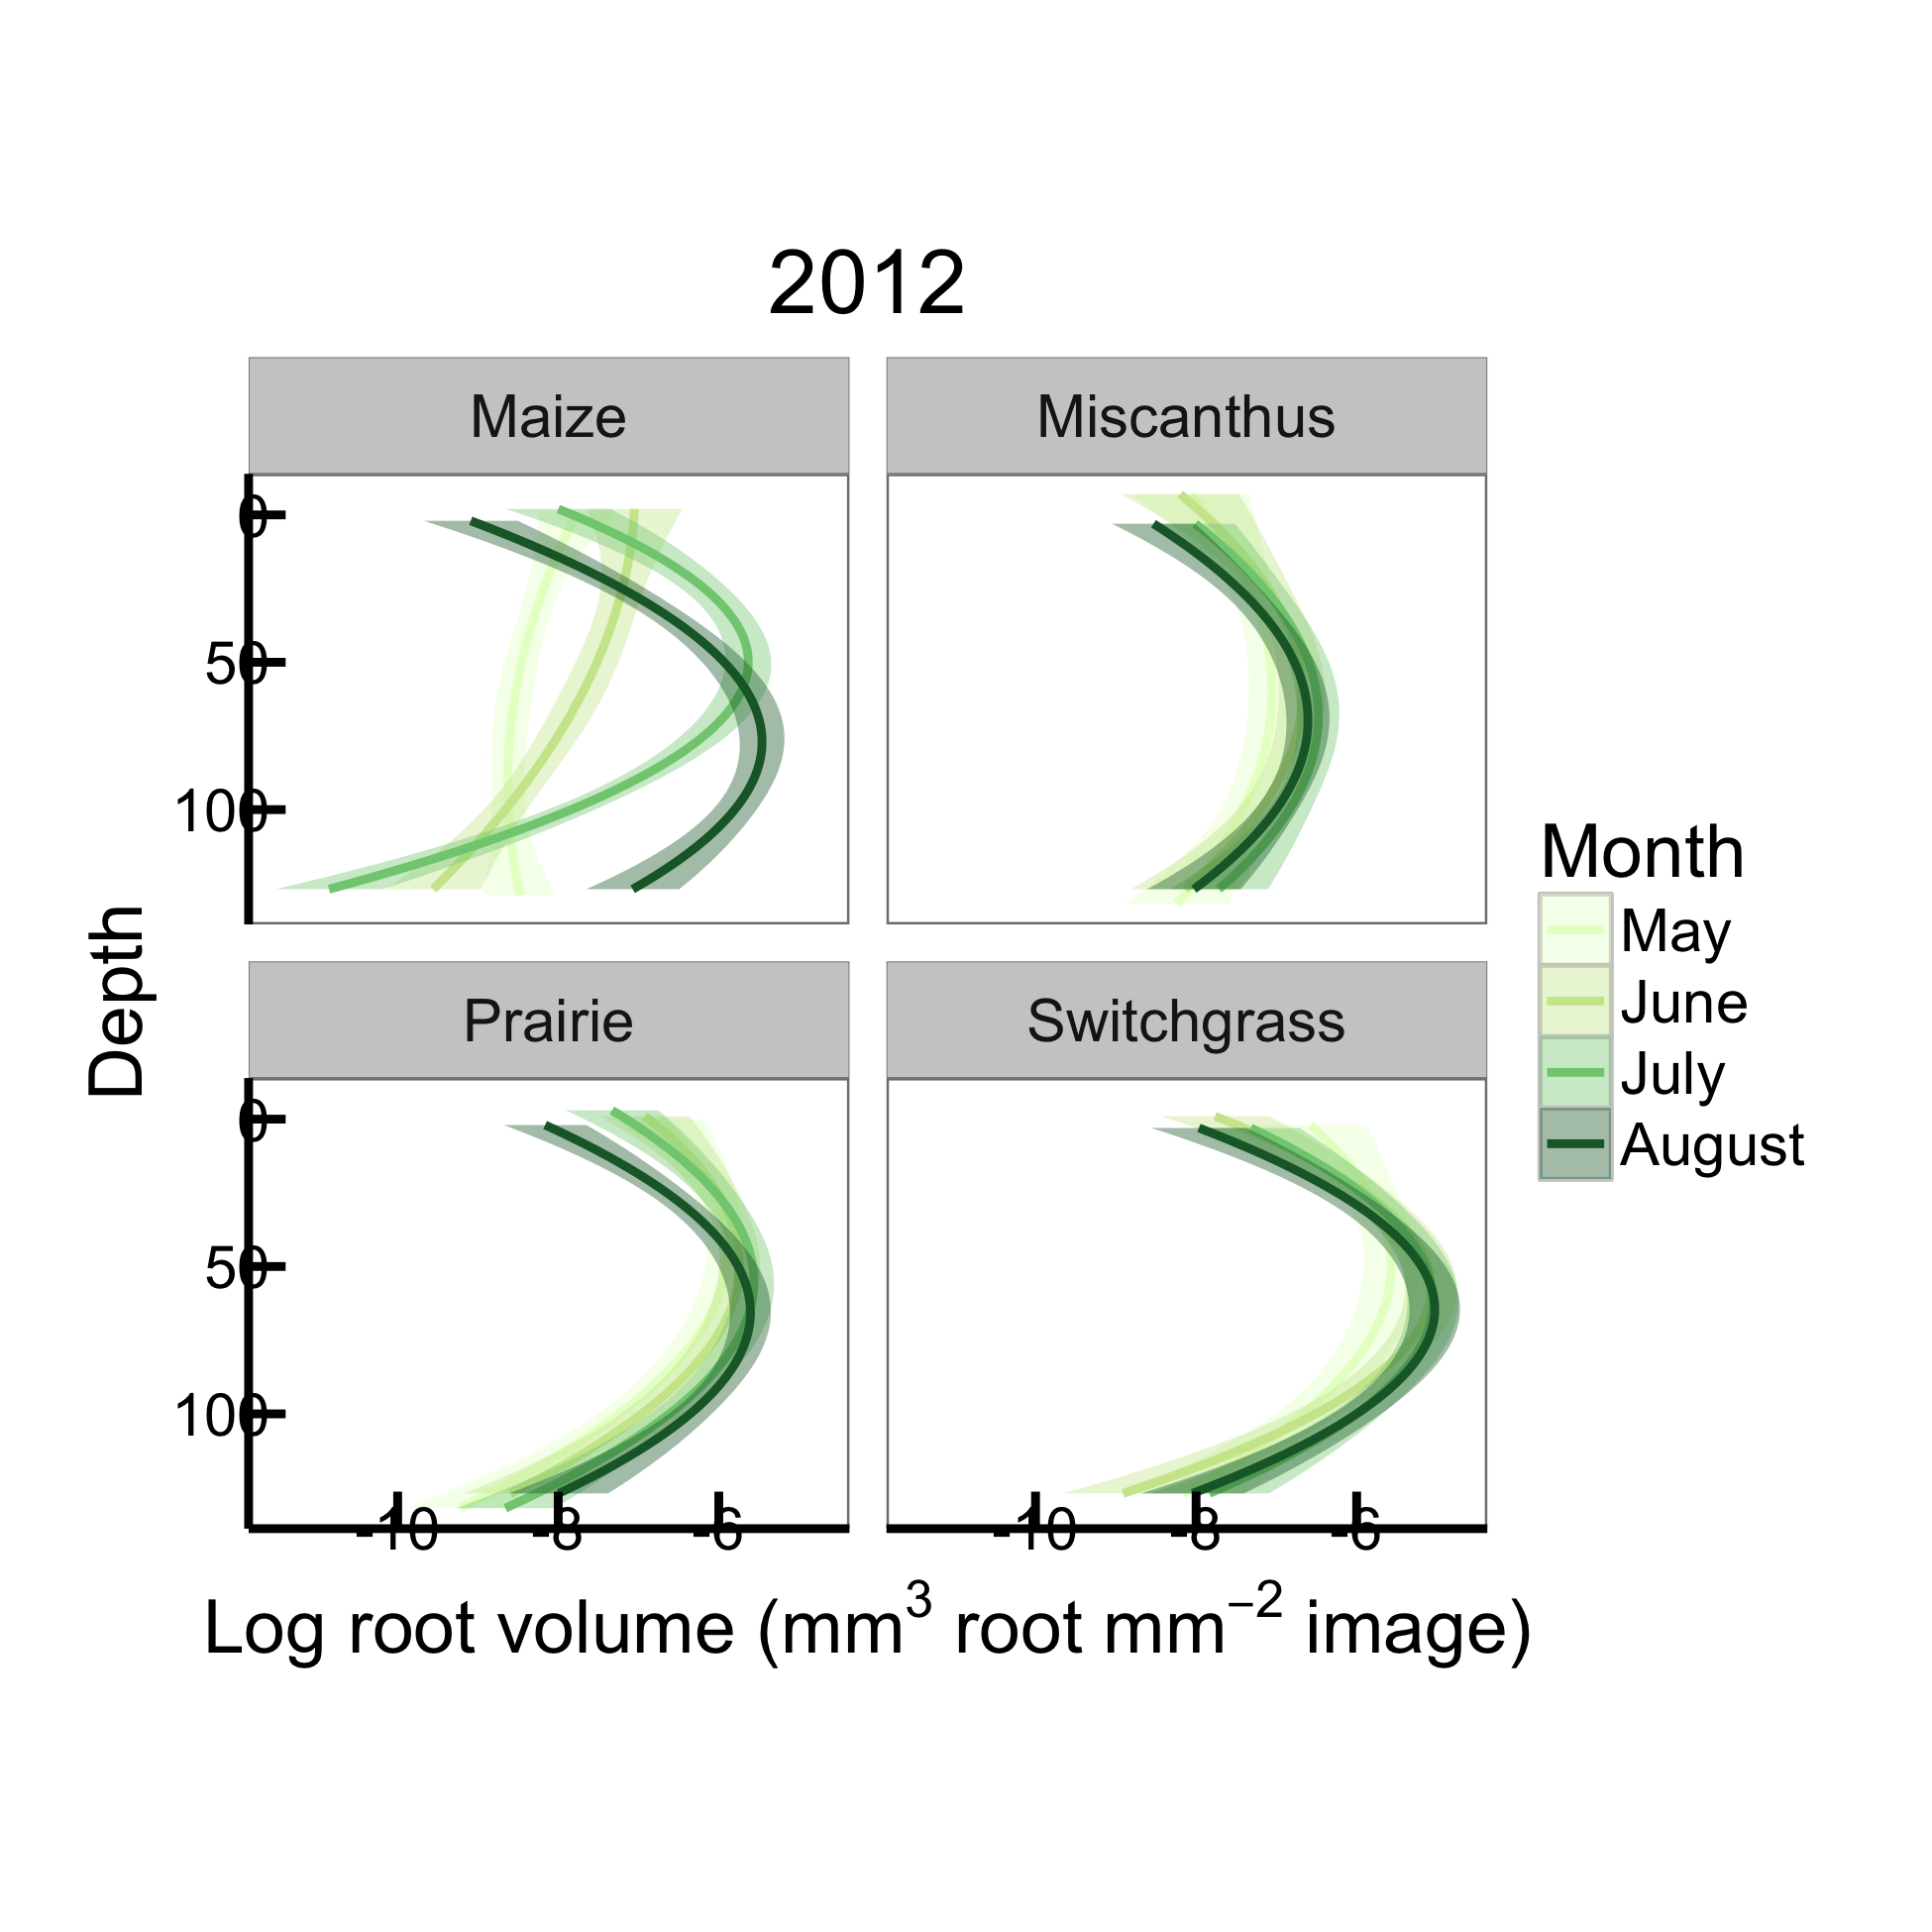 2012
Maize
Miscanthus
0
50
100
Prairie
Switchgrass
0
50
100
-10
-8
-6
-10
-8
-6
Depth
Log root volume (mm³ root mm⁻² image)
Month
May
June
July
August